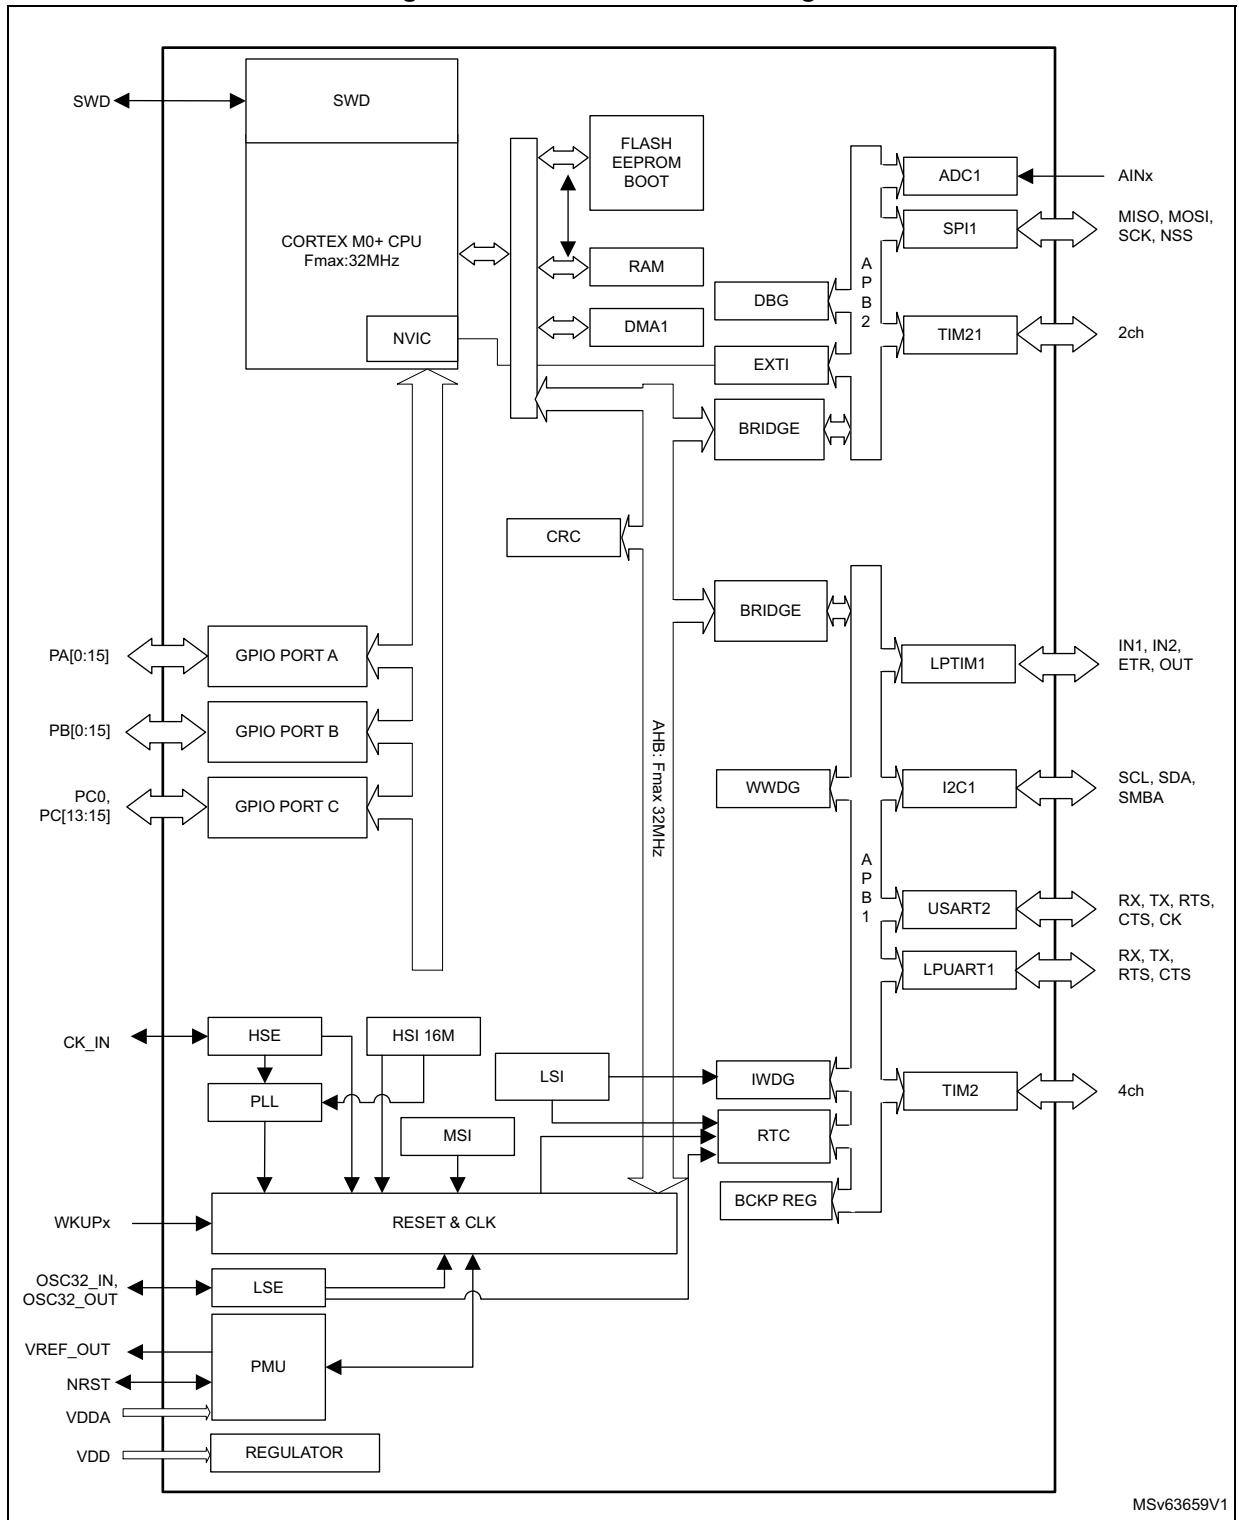 SWD
SWD
FLASH
EEPROM
BOOT
ADC1
AINx
SPI1
MISO, MOSI,
SCK, NSS
CORTEX M0+ CPU
Fmax:32MHz
RAM
A
P
B
2
DBG
DMA1
NVIC
TIM21
2ch
EXTI
BRIDGE
CRC
BRIDGE
PA[0:15]
GPIO PORT A
LPTIM1
IN1, IN2,
ETR, OUT
PB[0:15]
GPIO PORT B
AHB: Fmax 32MHz
PC0,
PC[13:15]
GPIO PORT C
WWDG
I2C1
SCL, SDA,
SMBA
A
P
B
1
USART2
RX, TX, RTS,
CTS, CK
LPUART1
RX, TX,
RTS, CTS
CK_IN
HSE
HSI 16M
LSI
IWDG
TIM2
4ch
PLL
MSI
RTC
BCKP REG
WKUPx
RESET & CLK
OSC32_IN,
OSC32_OUT
LSE
VREF_OUT
PMU
NRST
VDDA
VDD
REGULATOR
MSv63659V1